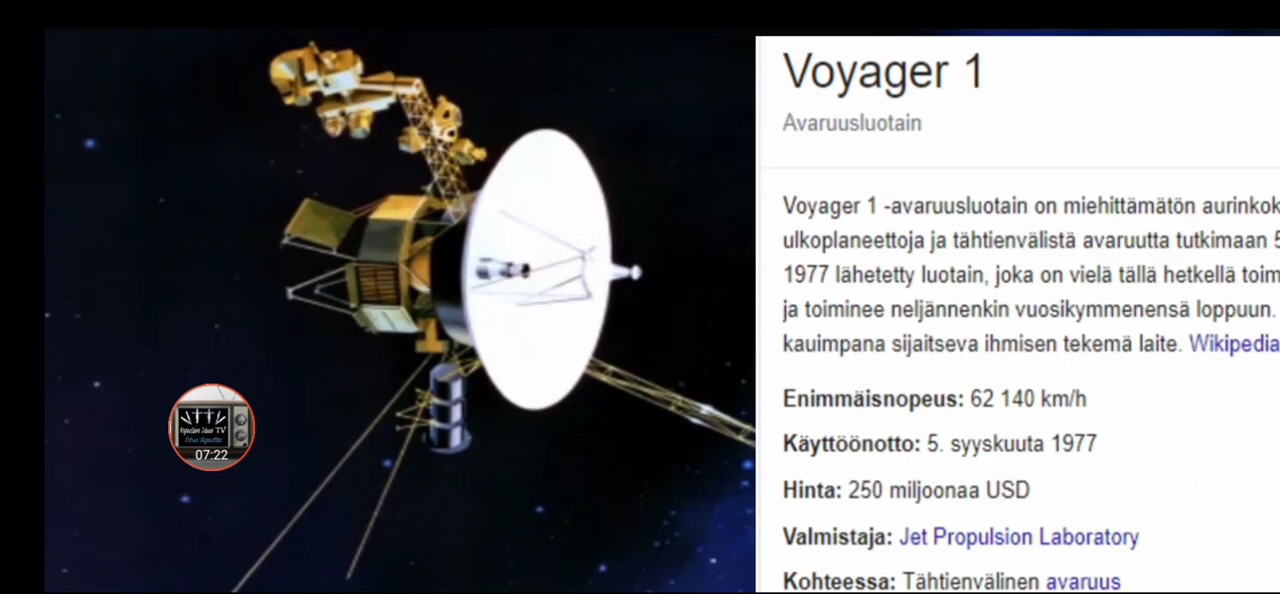 Voyager 1
Avaruusluotain
Voyager 1 -avaruusluotain on miehittämätön
ulkoplaneettoja ja tähtienvälistä avaruutta tutkimaan
1977 lähetetty luotain, joka on vielä tällä hetkellä
ja toiminee neljännenkin vuosikymmenensä loppuun.
kauimpana sijaitseva ihmisen tekemä laite. Wikipedia
Enimmäisnopeus: 62 140 km/h
Käyttöönotto: 5. syyskuuta 1977
Hinta: 250 miljoonaa USD
Valmistaja: Jet Propulsion Laboratory
Kohteessa: Tähtienvälinen avaruus
TV
07:22